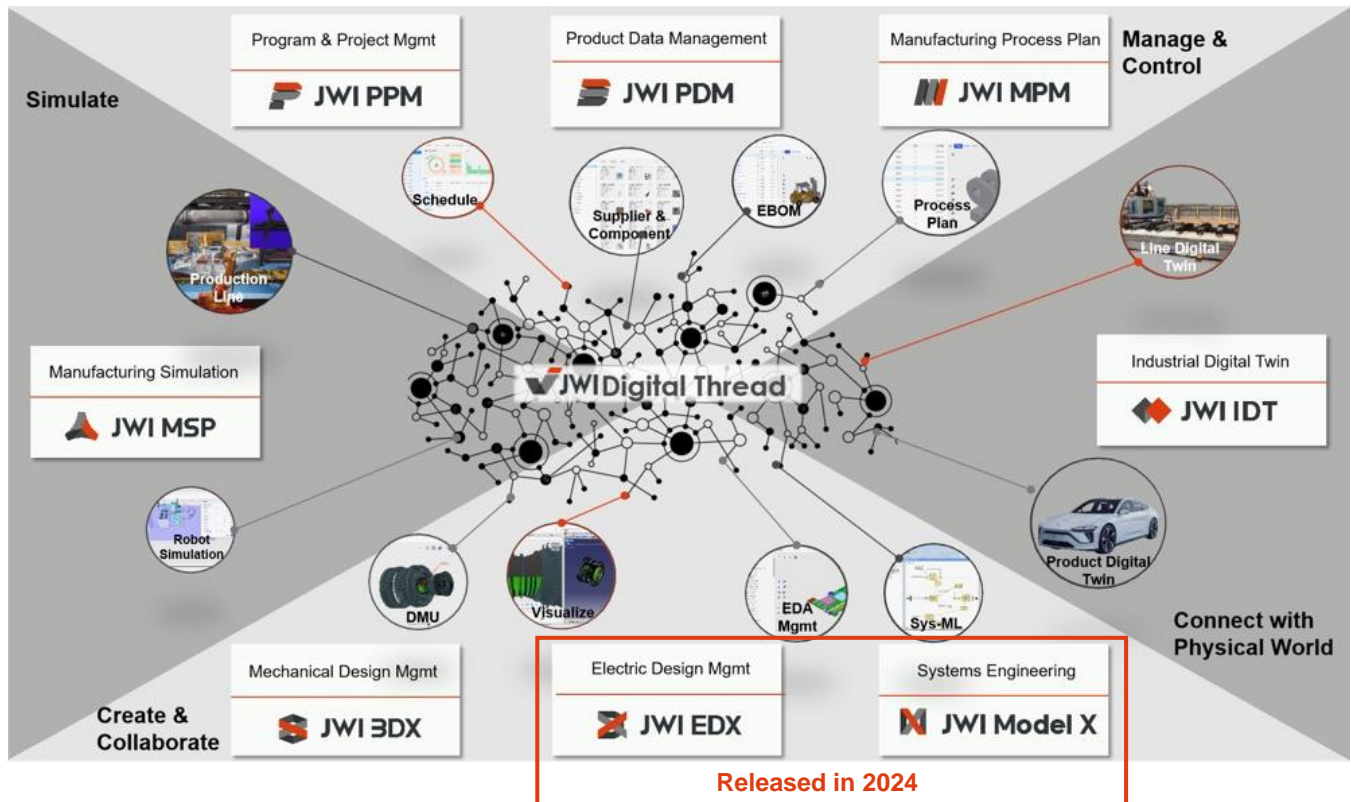 Program & Project Mgmt
JWI PPM
Product Data Management
JWI PDM
Manufacturing Process Plan
JWI MPM
Manage &
Control
Simulate
Schedule
Supplier &
Component
EBOM
Process
Plan
Production
Line
Line Digital
Twin
Manufacturing Simulation
JWI MSP
JWI Digital Thread
Industrial Digital Twin
JWI IDT
Robot
Simulation
DMU
Visualize
EDA
Mgmt
Sys-ML
Product Digital
Twin
Connect with
Physical World
Create &
Collaborate
Mechanical Design Mgmt
JWI 3DX
Electric Design Mgmt
JWI EDX
Systems Engineering
JWI Model X
Released in 2024